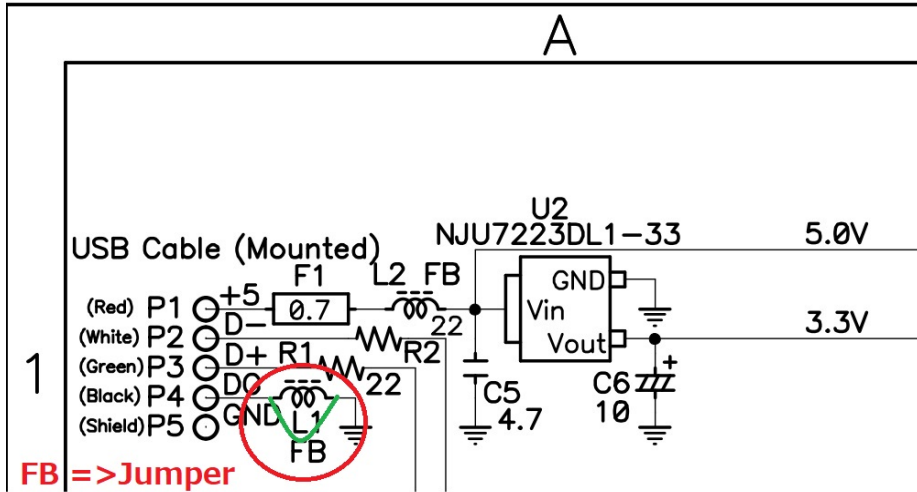 A
1
U2
NJU7223DL1-33
5.0V
USB Cable (Mounted)
F1
L2 FB
GND
(Red) P1 +5
0.7
Vin
22
3.3V
(White) P2 D-
R2
Vout
(Green) P3 D+ R1
22
C5
4.7
+
C6
10
(Black) P4 DG
(Shield) P5 GND L1
FB
FB =>Jumper